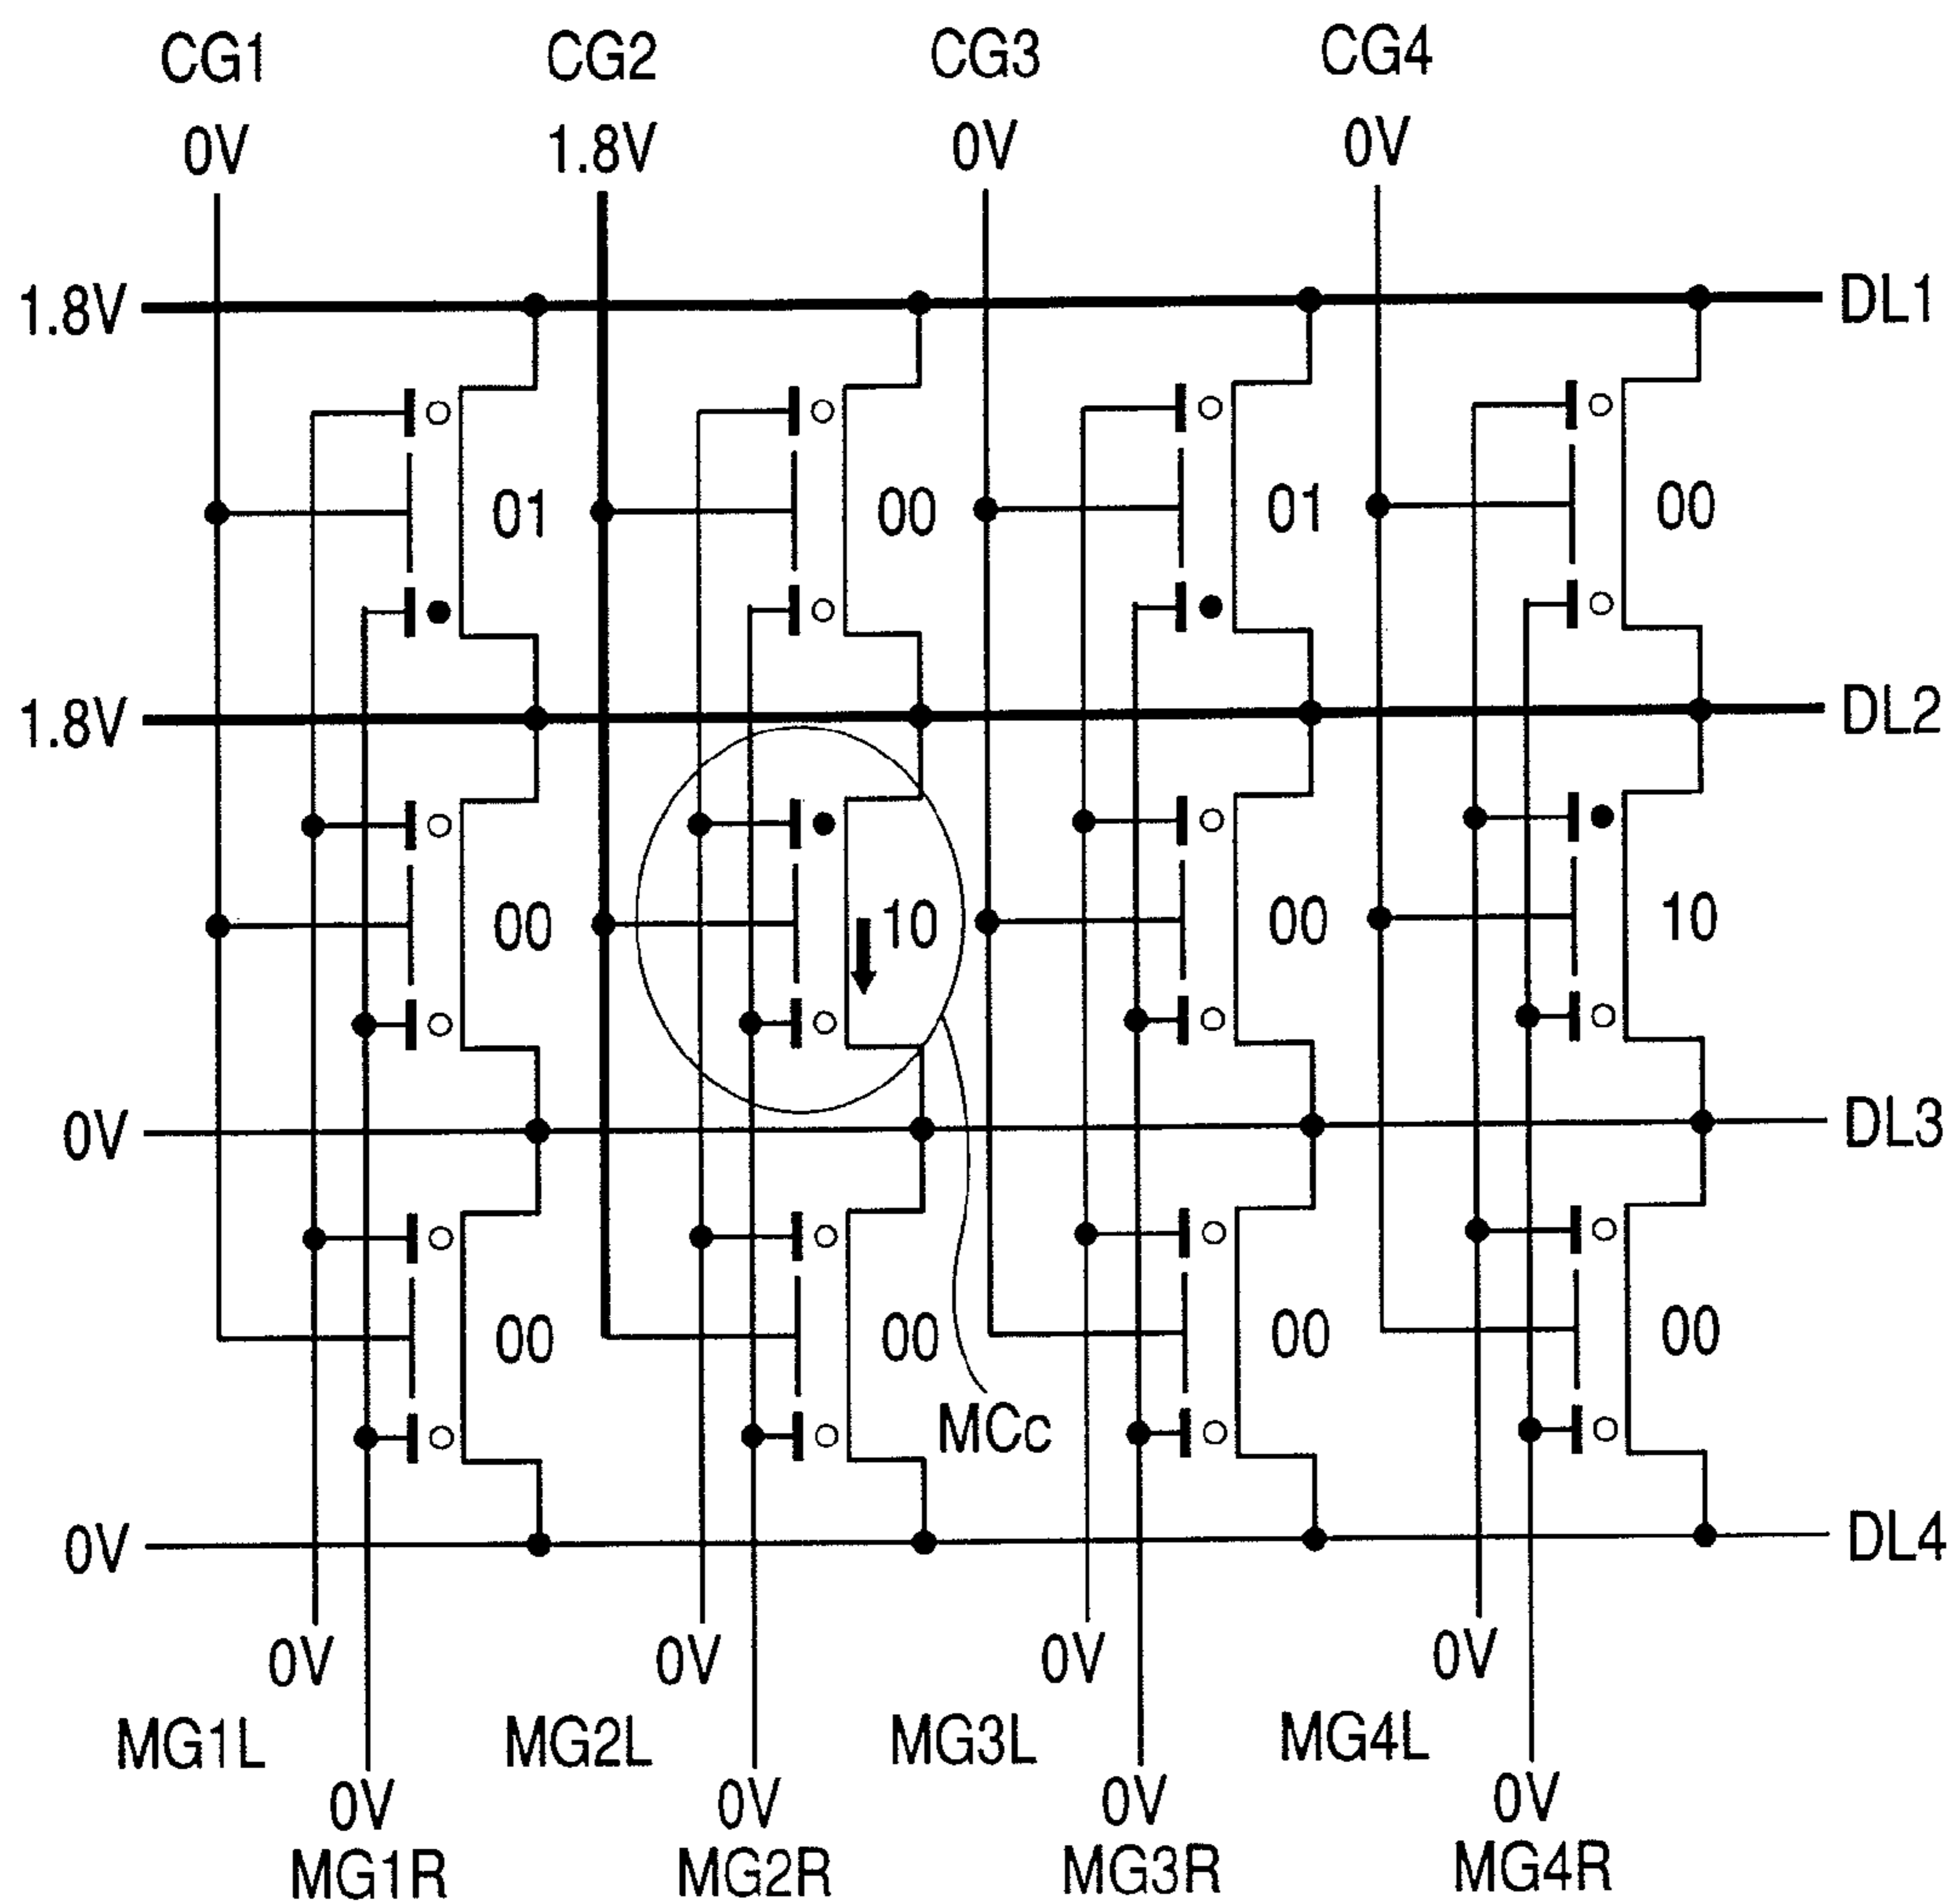 CG1 CG2 CG3 CG4
0V 1.8V 0V 0V
1.8V DL1
01 00 01 00
1.8V DL2
00 10 00 10
0V DL3
00 00 00 00
MCc
0V DL4
0V 0V 0V 0V
MG1L MG2L MG3L MG4L
0V 0V 0V 0V
MG1R MG2R MG3R MG4R